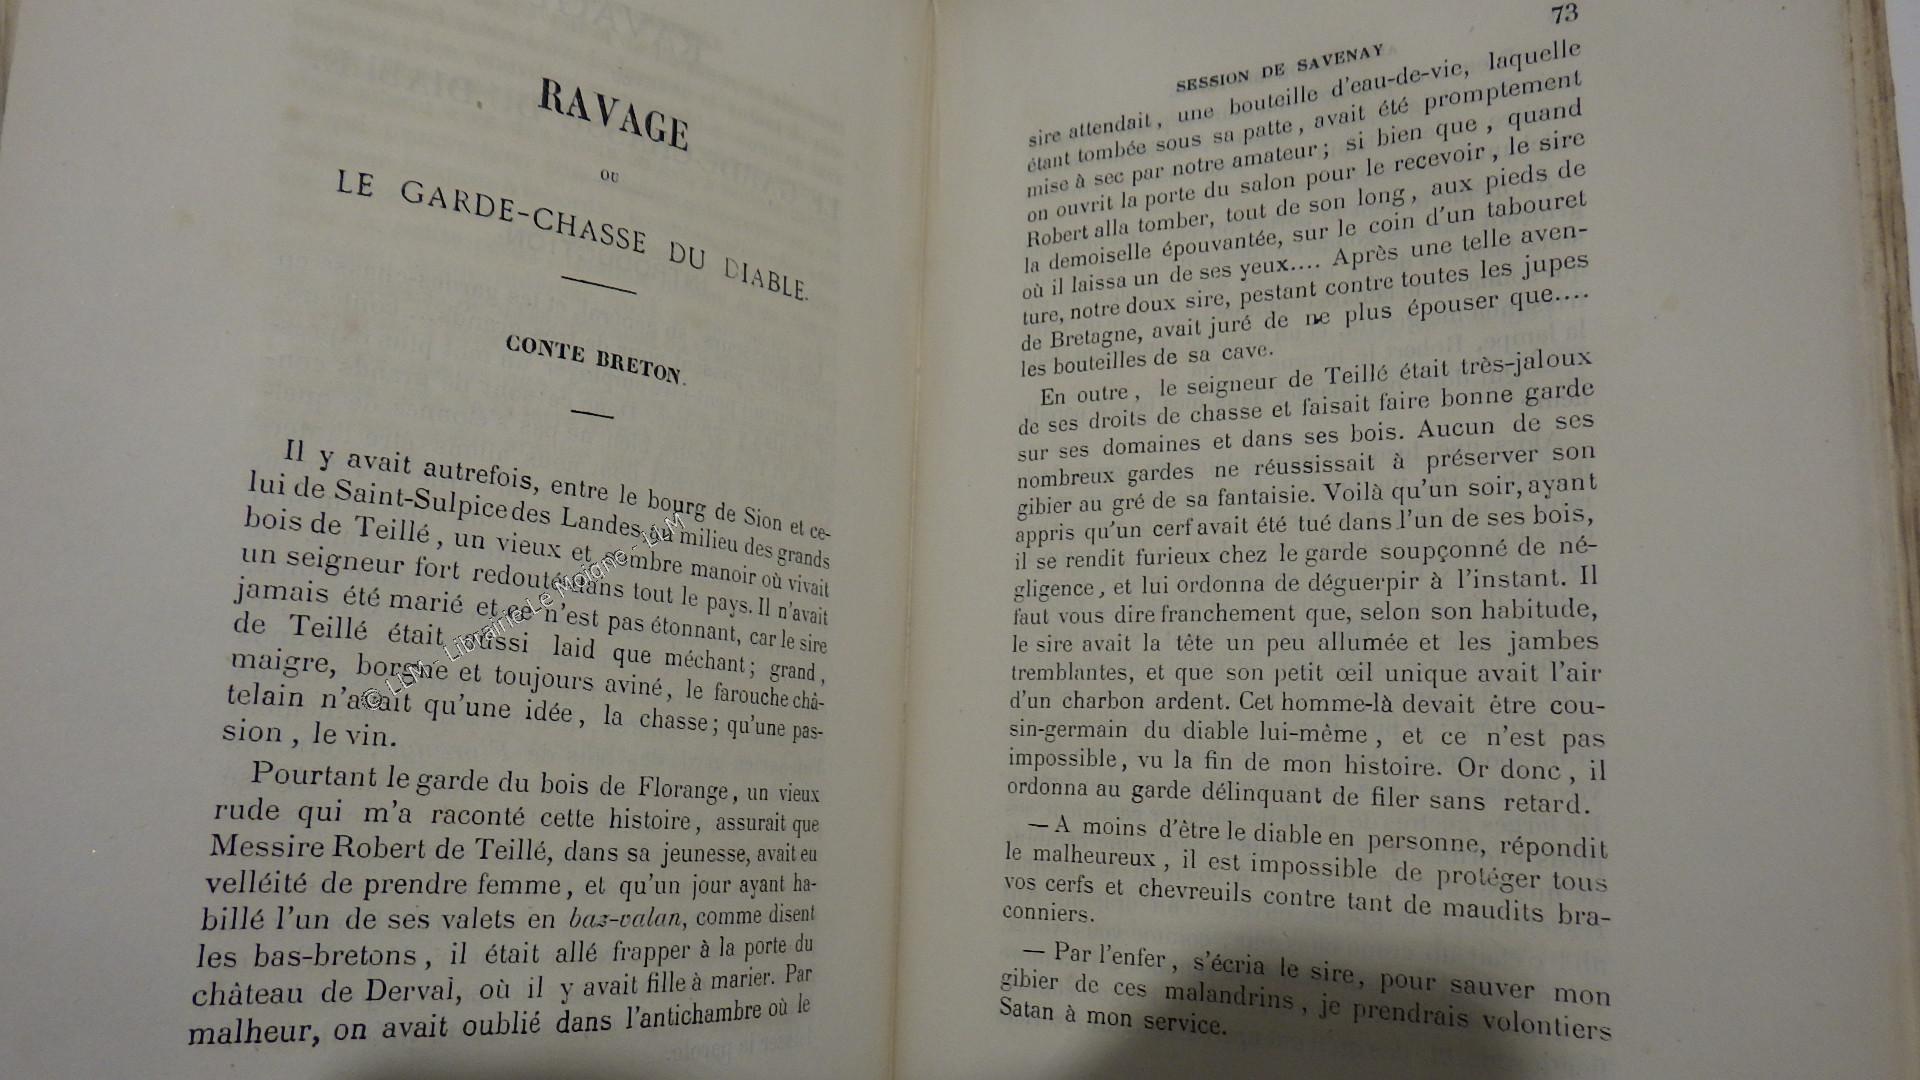 RAVAGE
OU
LE GARDE-CHASSE DU DIABLE.
CONTE BRETON.
Il y avait autrefois, entre le bourg de Sion et ce-
lui de Saint-Sulpice des Landes, au milieu des grands
bois de Teillé, un vieux et sombre manoir où vivait
un seigneur fort redouté dans tout le pays. Il n'avait
jamais été marié et ce n'est pas étonnant, car le sire
de Teillé était aussi laid que méchant; grand,
maigre, borgne et toujours aviné, le farouche châ-
telain n'avait qu'une idée, la chasse; qu'une pas-
sion, le vin.
Pourtant le garde du bois de Florange, un vieux
rude qui m'a raconté cette histoire, assurait que
Messire Robert de Teillé, dans sa jeunesse, avait eu
velléité de prendre femme, et qu'un jour ayant ha-
billé l'un de ses valets en baz-valan, comme disent
les bas-bretons, il était allé frapper à la porte du
château de Derval, où il y avait fille à marier. Par
malheur, on avait oublié dans l'antichambre où le
© LLM - Librairie Le Moigne - LLM
73
SESSION DE SAVENAY
sire attendait, une bouteille d'eau-de-vie, laquelle
étant tombée sous sa patte, avait été promptement
mise à sec par notre amateur; si bien que, quand
on ouvrit la porte du salon pour le recevoir, le sire
Robert alla tomber, tout de son long, aux pieds de
la demoiselle épouvantée, sur le coin d'un tabouret
où il laissa un de ses yeux.... Après une telle aven-
ture, notre doux sire, pestant contre toutes les jupes
de Bretagne, avait juré de ne plus épouser que....
les bouteilles de sa cave.
En outre, le seigneur de Teillé était très-jaloux
de ses droits de chasse et faisait faire bonne garde
sur ses domaines et dans ses bois. Aucun de ses
nombreux gardes ne réussissait à préserver son
gibier au gré de sa fantaisie. Voilà qu'un soir, ayant
appris qu'un cerf avait été tué dans l'un de ses bois,
il se rendit furieux chez le garde soupçonné de né-
gligence, et lui ordonna de déguerpir à l'instant. Il
faut vous dire franchement que, selon son habitude,
le sire avait la tête un peu allumée et les jambes
tremblantes, et que son petit œil unique avait l'air
d'un charbon ardent. Cet homme-là devait être cou-
sin-germain du diable lui-même, et ce n'est pas
impossible, vu la fin de mon histoire. Or donc, il
ordonna au garde délinquant de filer sans retard.
— A moins d'être le diable en personne, répondit
le malheureux, il est impossible de protéger tous
vos cerfs et chevreuils contre tant de maudits bra-
conniers.
— Par l'enfer, s'écria le sire, pour sauver mon
gibier de ces malandrins, je prendrais volontiers
Satan à mon service.